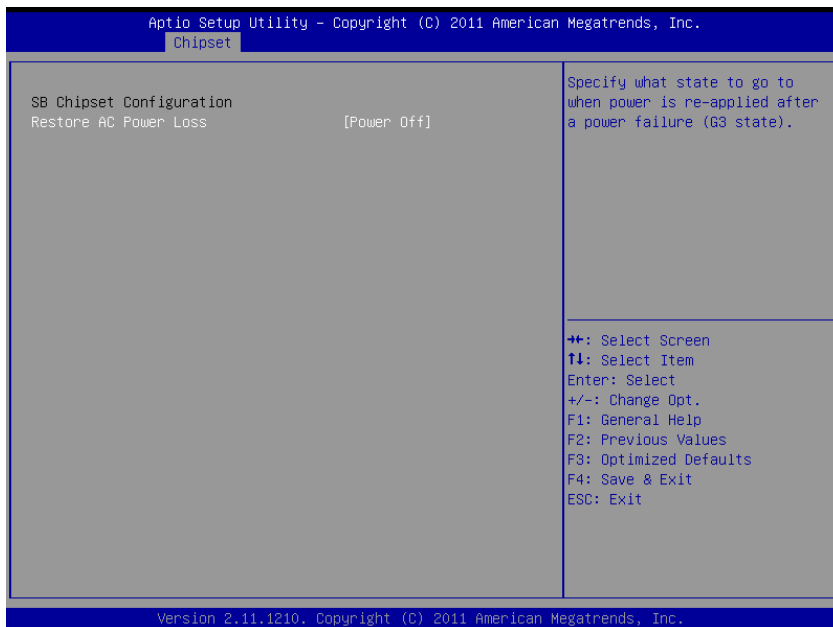 Aptio Setup Utility – Copyright (C) 2011 American Megatrends, Inc.
Chipset
SB Chipset Configuration
Restore AC Power Loss [Power Off]
Specify what state to go to
when power is re-applied after
a power failure (G3 state).
→←: Select Screen
↑↓: Select Item
Enter: Select
+/-: Change Opt.
F1: General Help
F2: Previous Values
F3: Optimized Defaults
F4: Save & Exit
ESC: Exit
Version 2.11.1210. Copyright (C) 2011 American Megatrends, Inc.